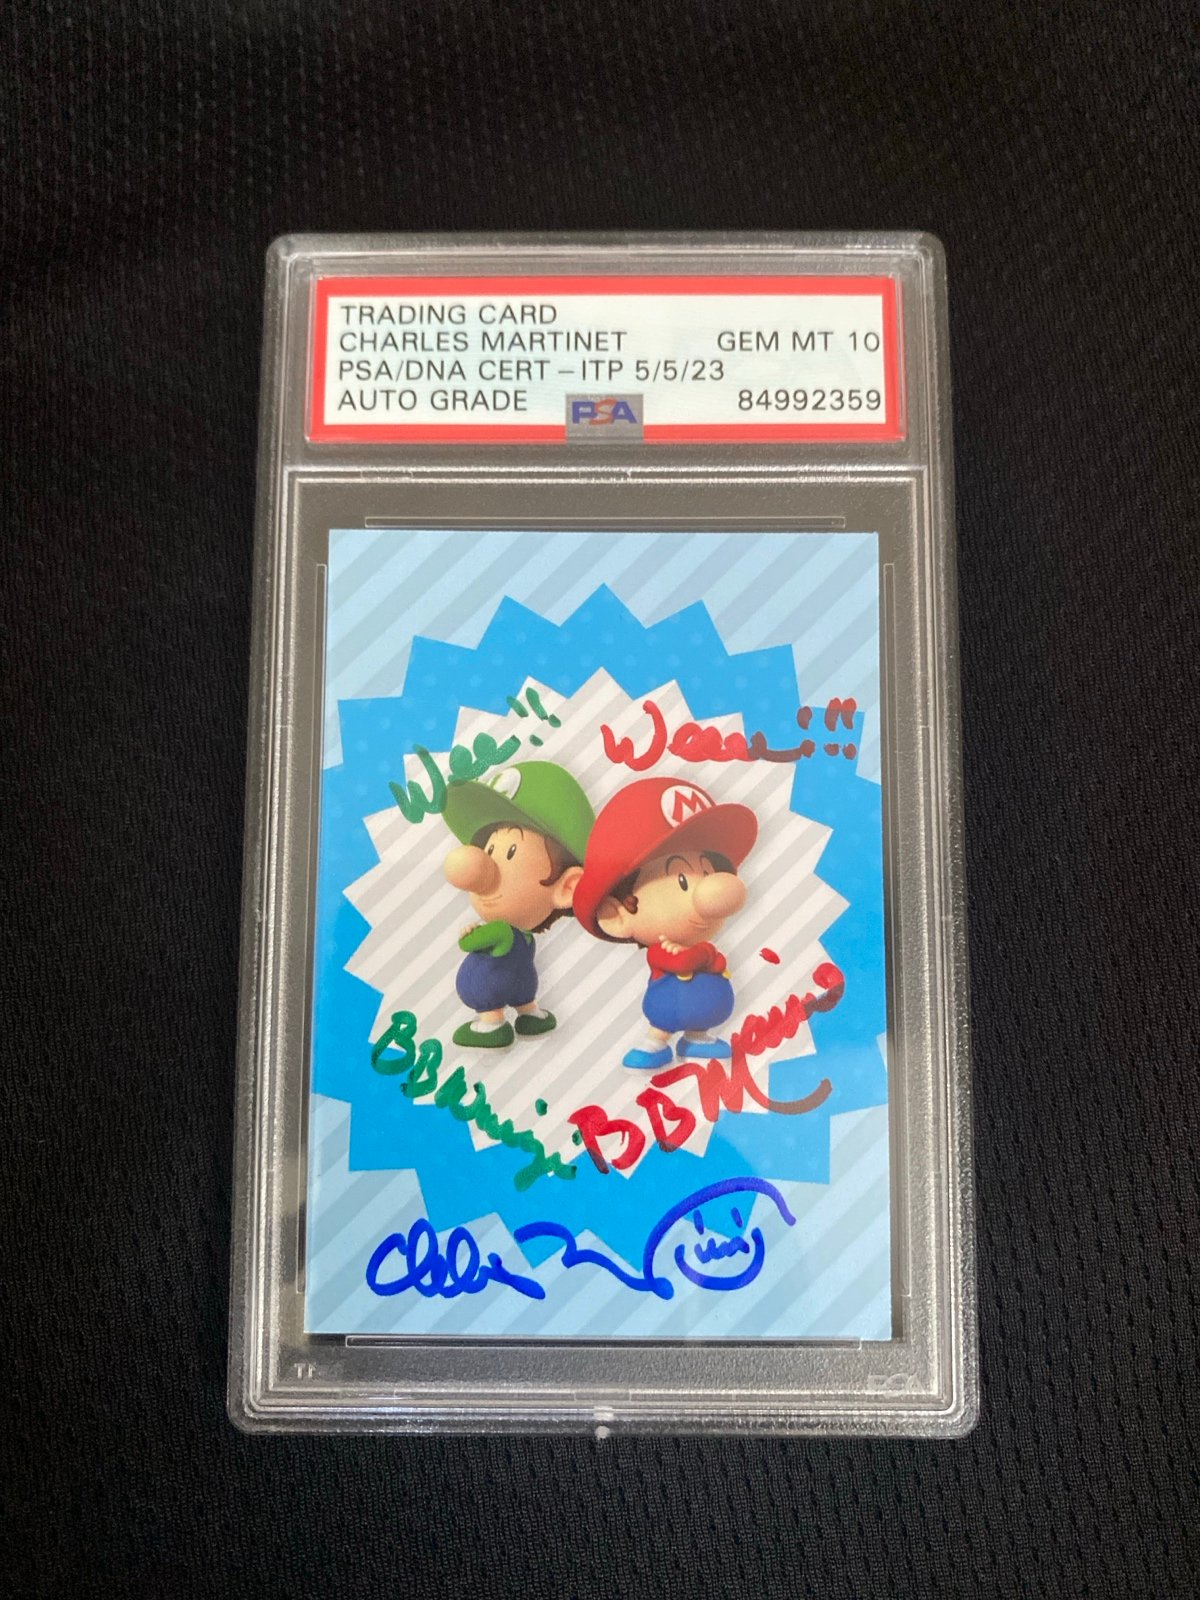 TRADING CARD
CHARLES MARTINET GEM MT 10
PSA/DNA CERT - ITP 5/5/23
AUTO GRADE PSA 84992359
Weee!! Weeee!!!
L M
BB Luigi BB Mario
PSA